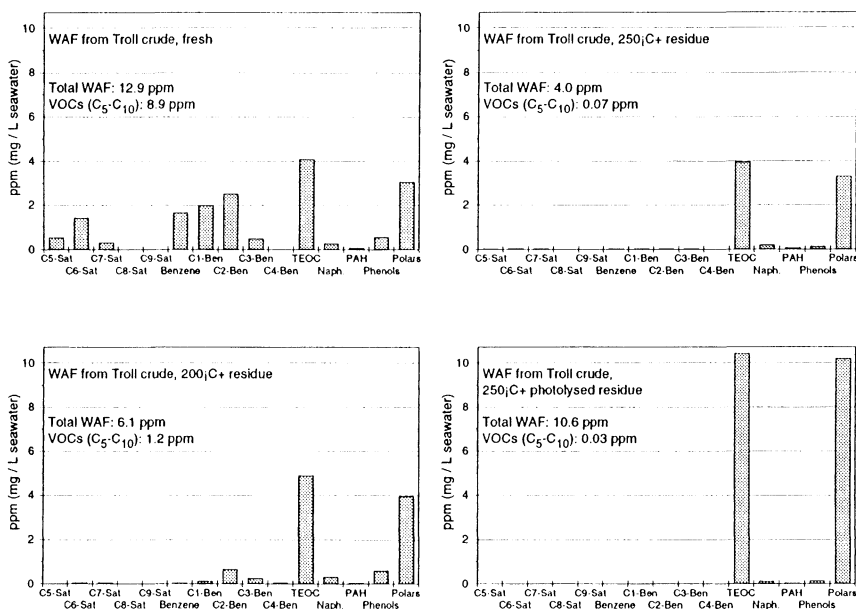 WAF from Troll crude, fresh
Total WAF: 12.9 ppm
VOCs (C5-C10): 8.9 ppm
ppm (mg / L seawater)
10
8
6
4
2
0
C5-Sat C7-Sat C9-Sat C1-Ben C3-Ben TEOC PAH Polars
C6-Sat C8-Sat Benzene C2-Ben C4-Ben Naph. Phenols
WAF from Troll crude, 250¡C+ residue
Total WAF: 4.0 ppm
VOCs (C5-C10): 0.07 ppm
ppm (mg / L seawater)
10
8
6
4
2
0
C5-Sat C7-Sat C9-Sat C1-Ben C3-Ben TEOC PAH Polars
C6-Sat C8-Sat Benzene C2-Ben C4-Ben Naph. Phenols
WAF from Troll crude, 200¡C+ residue
Total WAF: 6.1 ppm
VOCs (C5-C10): 1.2 ppm
ppm (mg / L seawater)
10
8
6
4
2
0
C5-Sat C7-Sat C9-Sat C1-Ben C3-Ben TEOC PAH Polars
C6-Sat C8-Sat Benzene C2-Ben C4-Ben Naph. Phenols
WAF from Troll crude,
250¡C+ photolysed residue
Total WAF: 10.6 ppm
VOCs (C5-C10): 0.03 ppm
ppm (mg / L seawater)
10
8
6
4
2
0
C5-Sat C7-Sat C9-Sat C1-Ben C3-Ben TEOC PAH Polars
C6-Sat C8-Sat Benzene C2-Ben C4-Ben Naph. Phenols